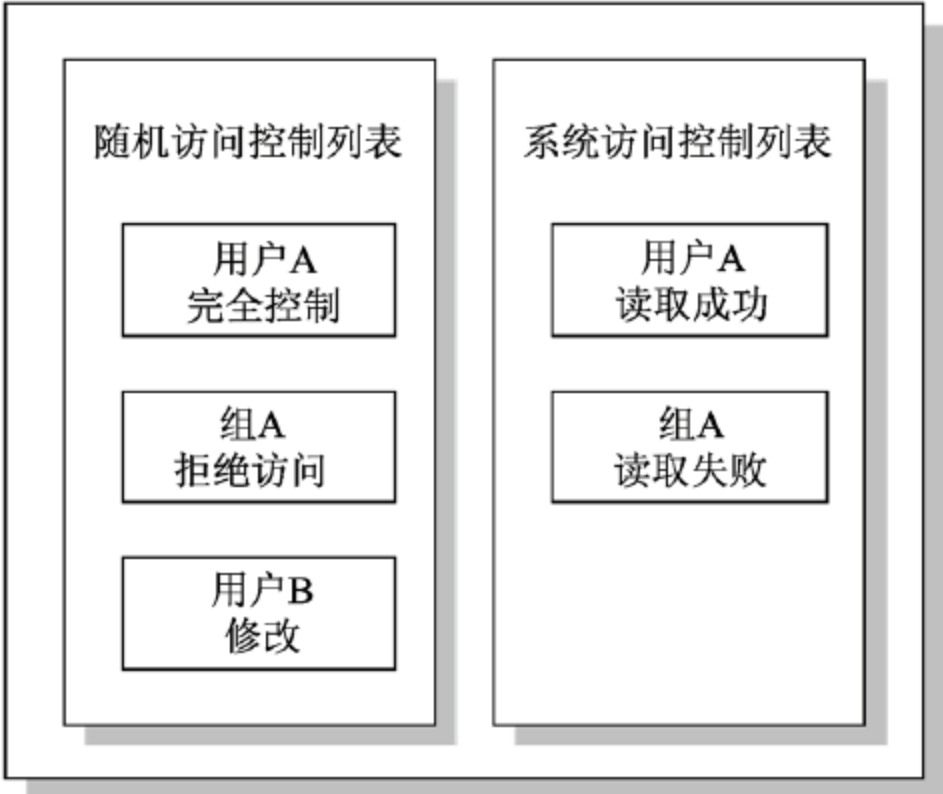 随机访问控制列表
用户A
完全控制
组A
拒绝访问
用户B
修改
系统访问控制列表
用户A
读取成功
组A
读取失败